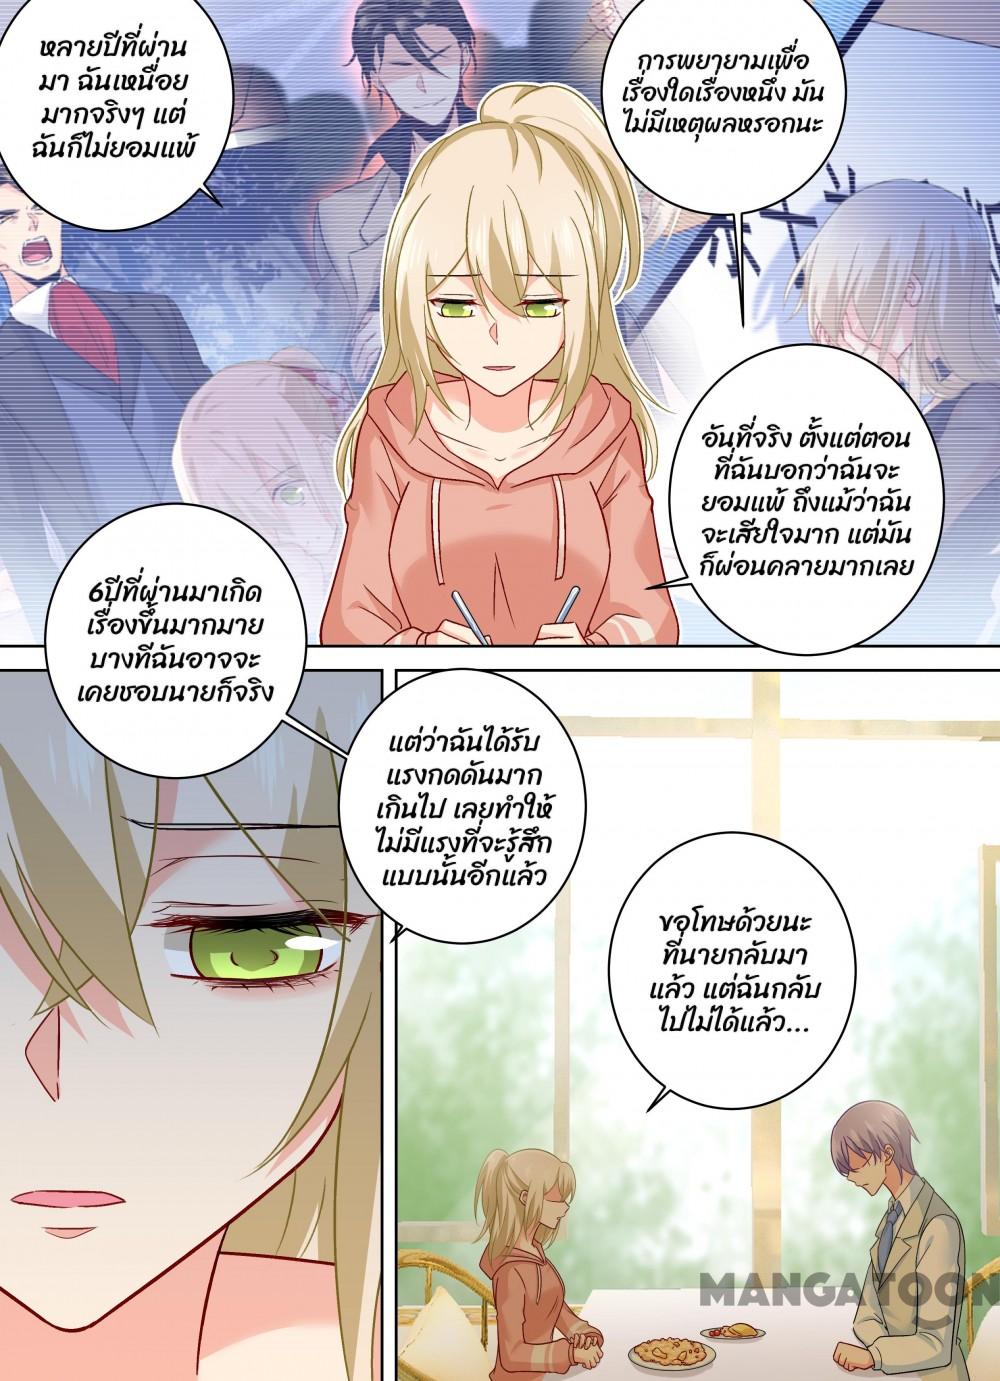 หลายปีที่ผ่าน
มา ฉันเหนื่อย
มากจริงๆ แต่
ฉันก็ไม่ยอมแพ้
การพยายามเพื่อ
เรื่องใดเรื่องหนึ่ง มัน
ไม่มีเหตุผลหรอกนะ
อันที่จริง ตั้งแต่ตอน
ที่ฉันบอกว่าฉันจะ
ยอมแพ้ ถึงแม้ว่าฉัน
จะเสียใจมาก แต่มัน
ก็ผ่อนคลายมากเลย
6ปีที่ผ่านมาเกิด
เรื่องขึ้นมากมาย
บางทีฉันอาจจะ
เคยชอบนายก็จริง
แต่ว่าฉันได้รับ
แรงกดดันมาก
เกินไป เลยทำให้
ไม่มีแรงที่จะรู้สึก
แบบนั้นอีกแล้ว
ขอโทษด้วยนะ
ที่นายกลับมา
แล้ว แต่ฉันกลับ
ไปไม่ได้แล้ว...
MANGATOON